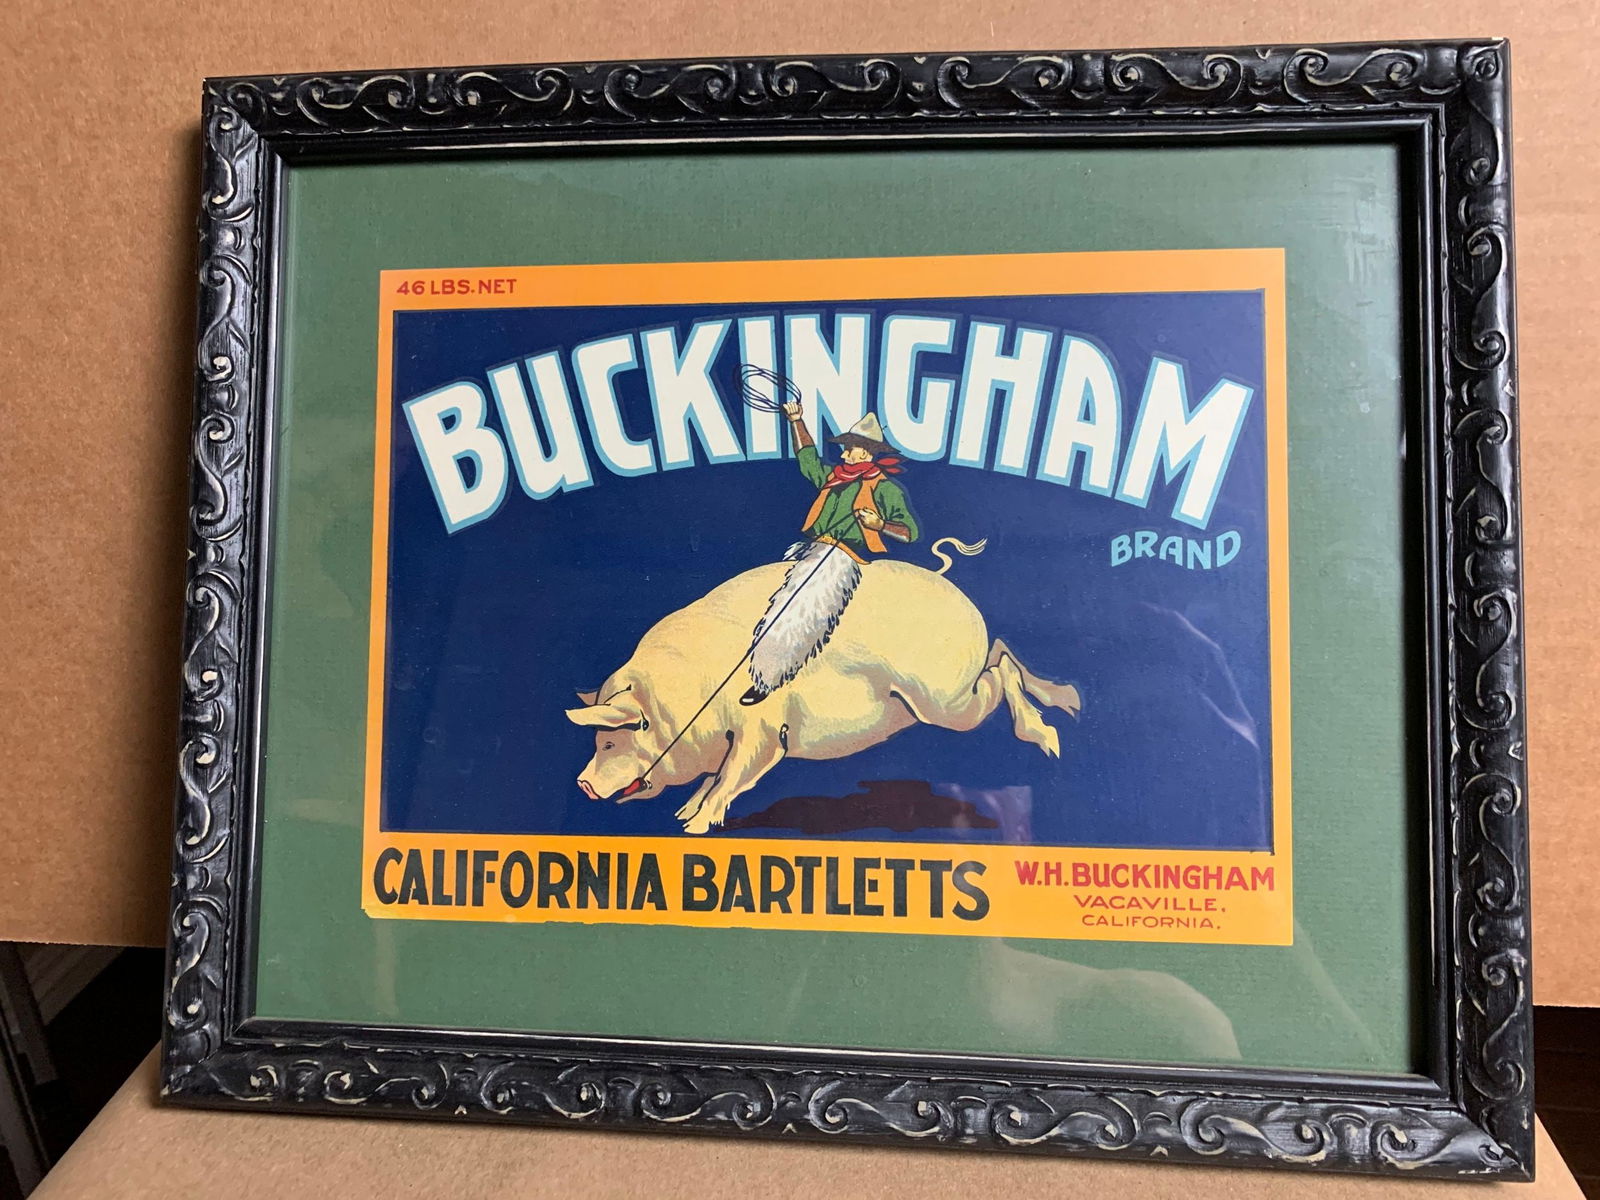 46 LBS. NET
BUCKINGHAM
BRAND
CALIFORNIA BARTLETTS
W.H. BUCKINGHAM
VACAVILLE,
CALIFORNIA.